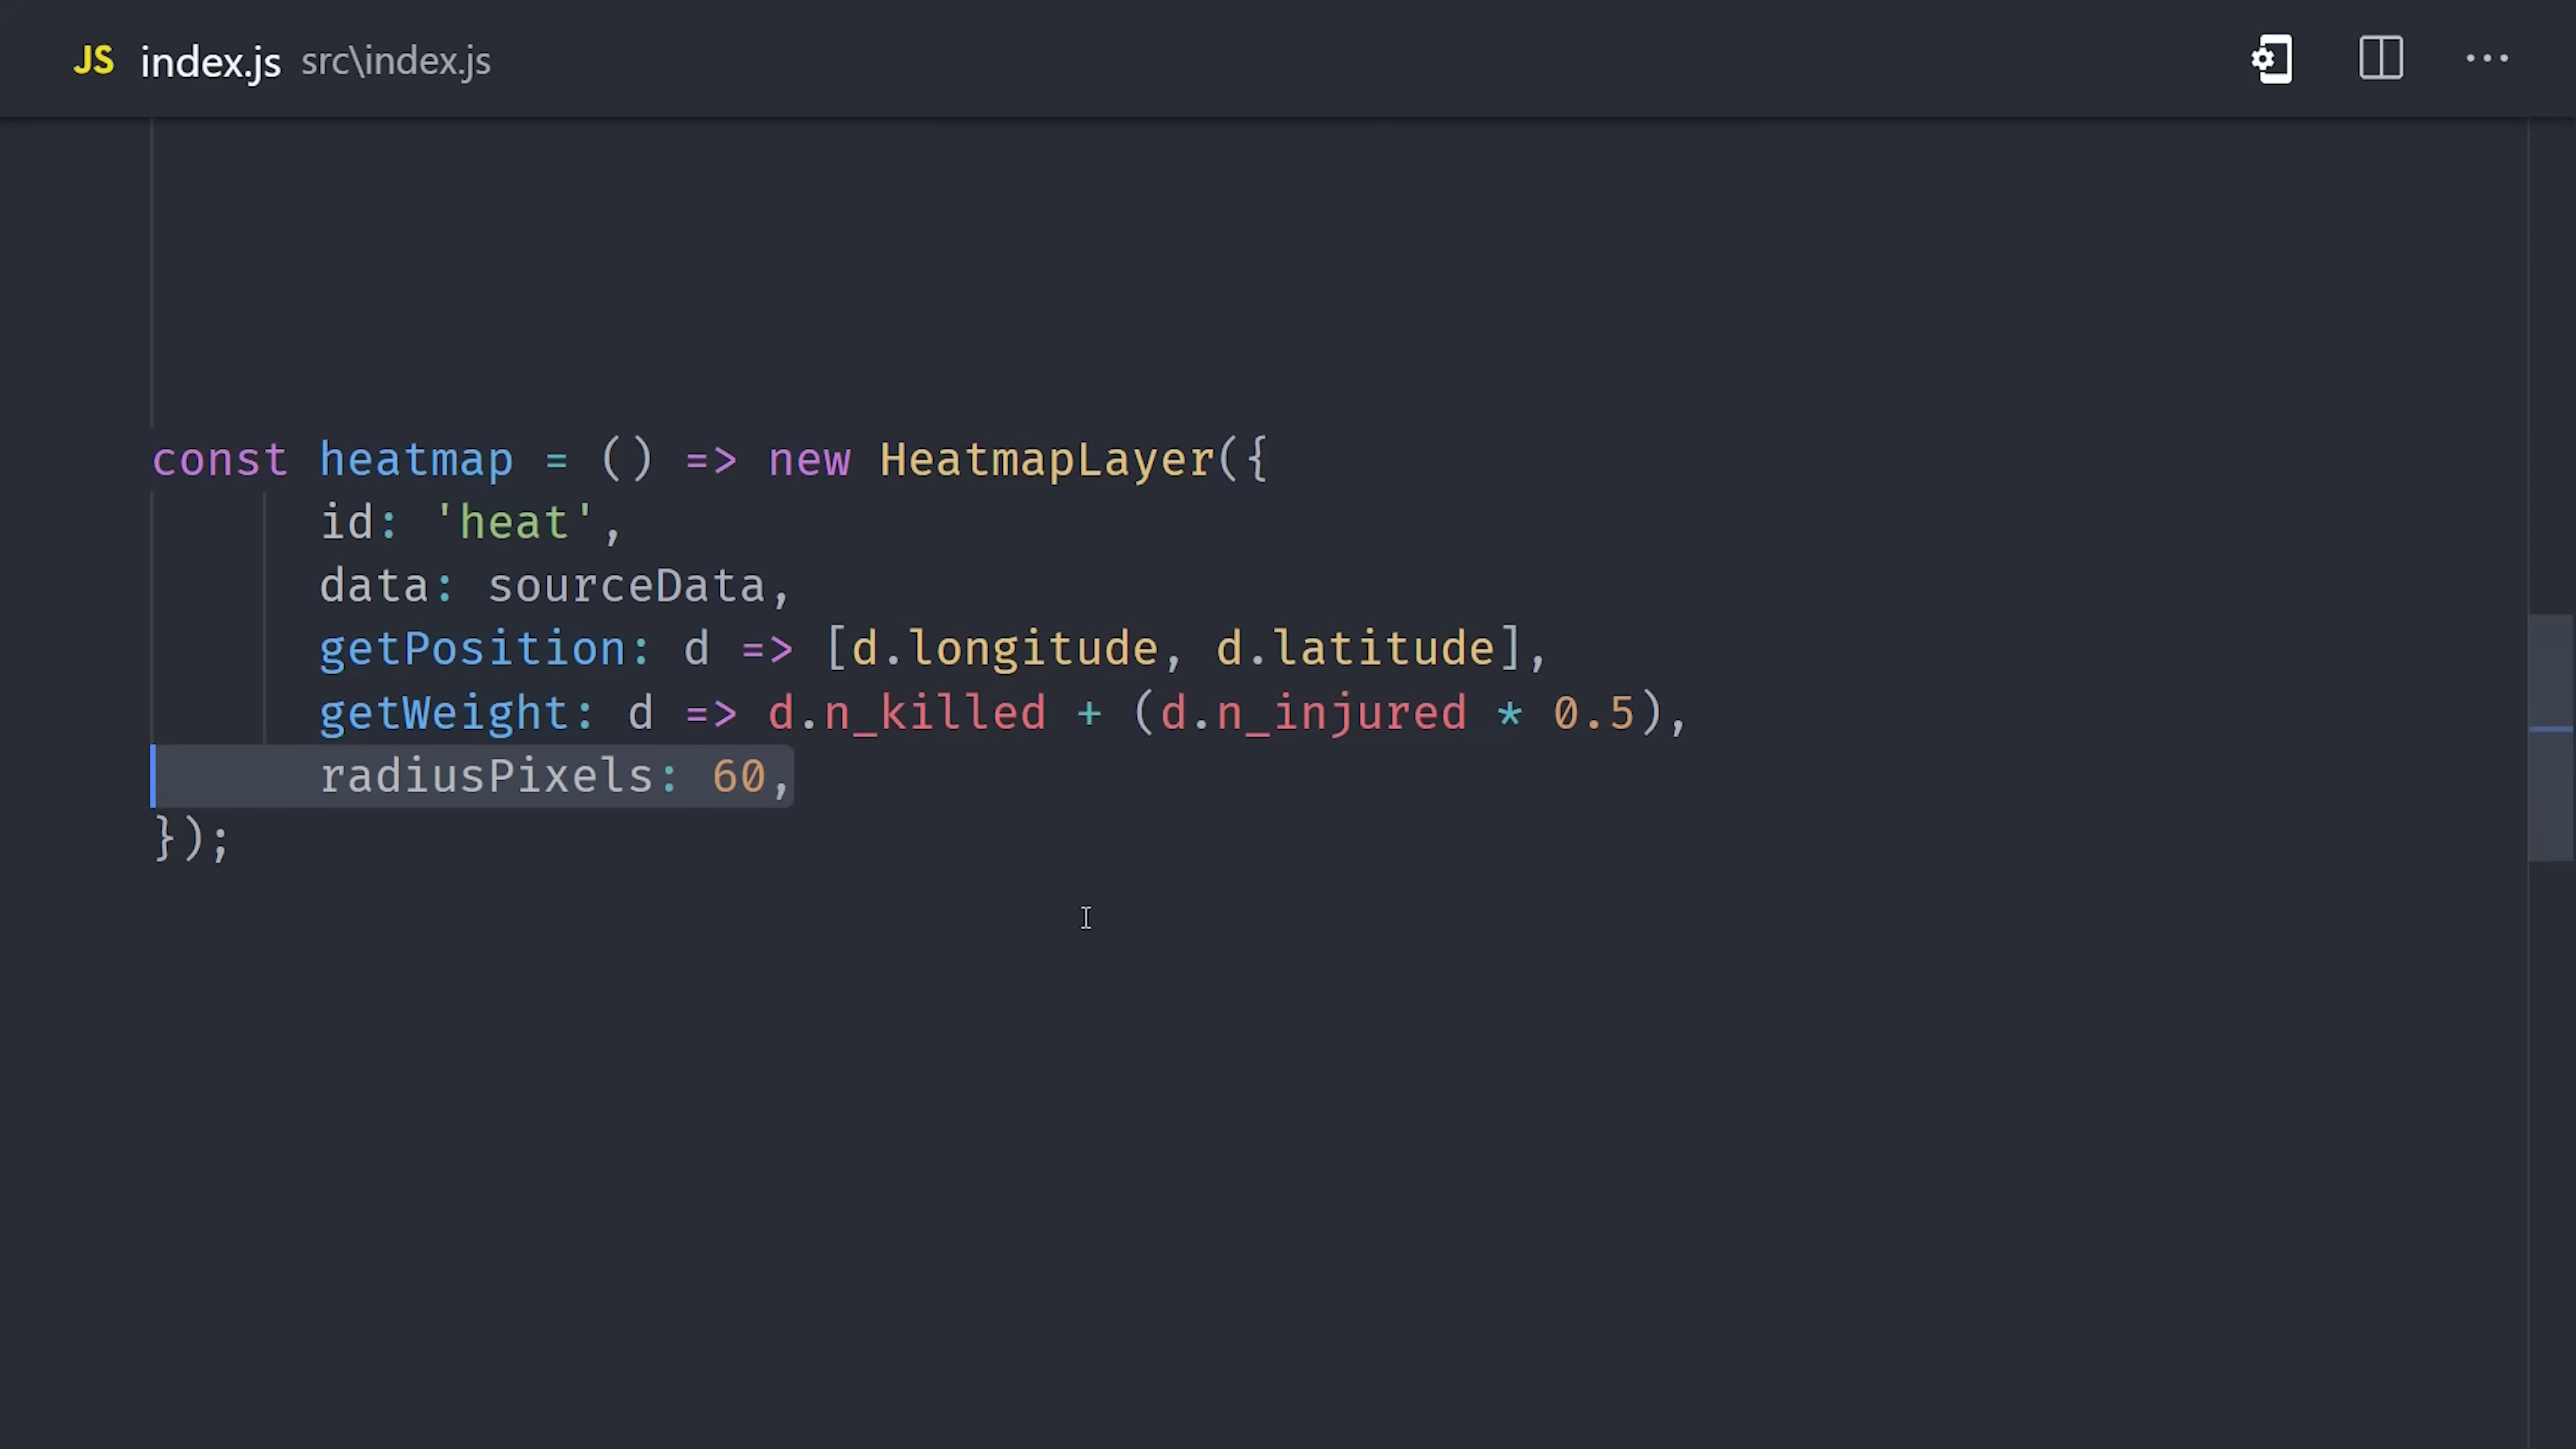 JS index.js src\index.js
const heatmap = () => new HeatmapLayer({
id: 'heat',
data: sourceData,
getPosition: d => [d.longitude, d.latitude],
getWeight: d => d.n_killed + (d.n_injured * 0.5),
radiusPixels: 60,
});